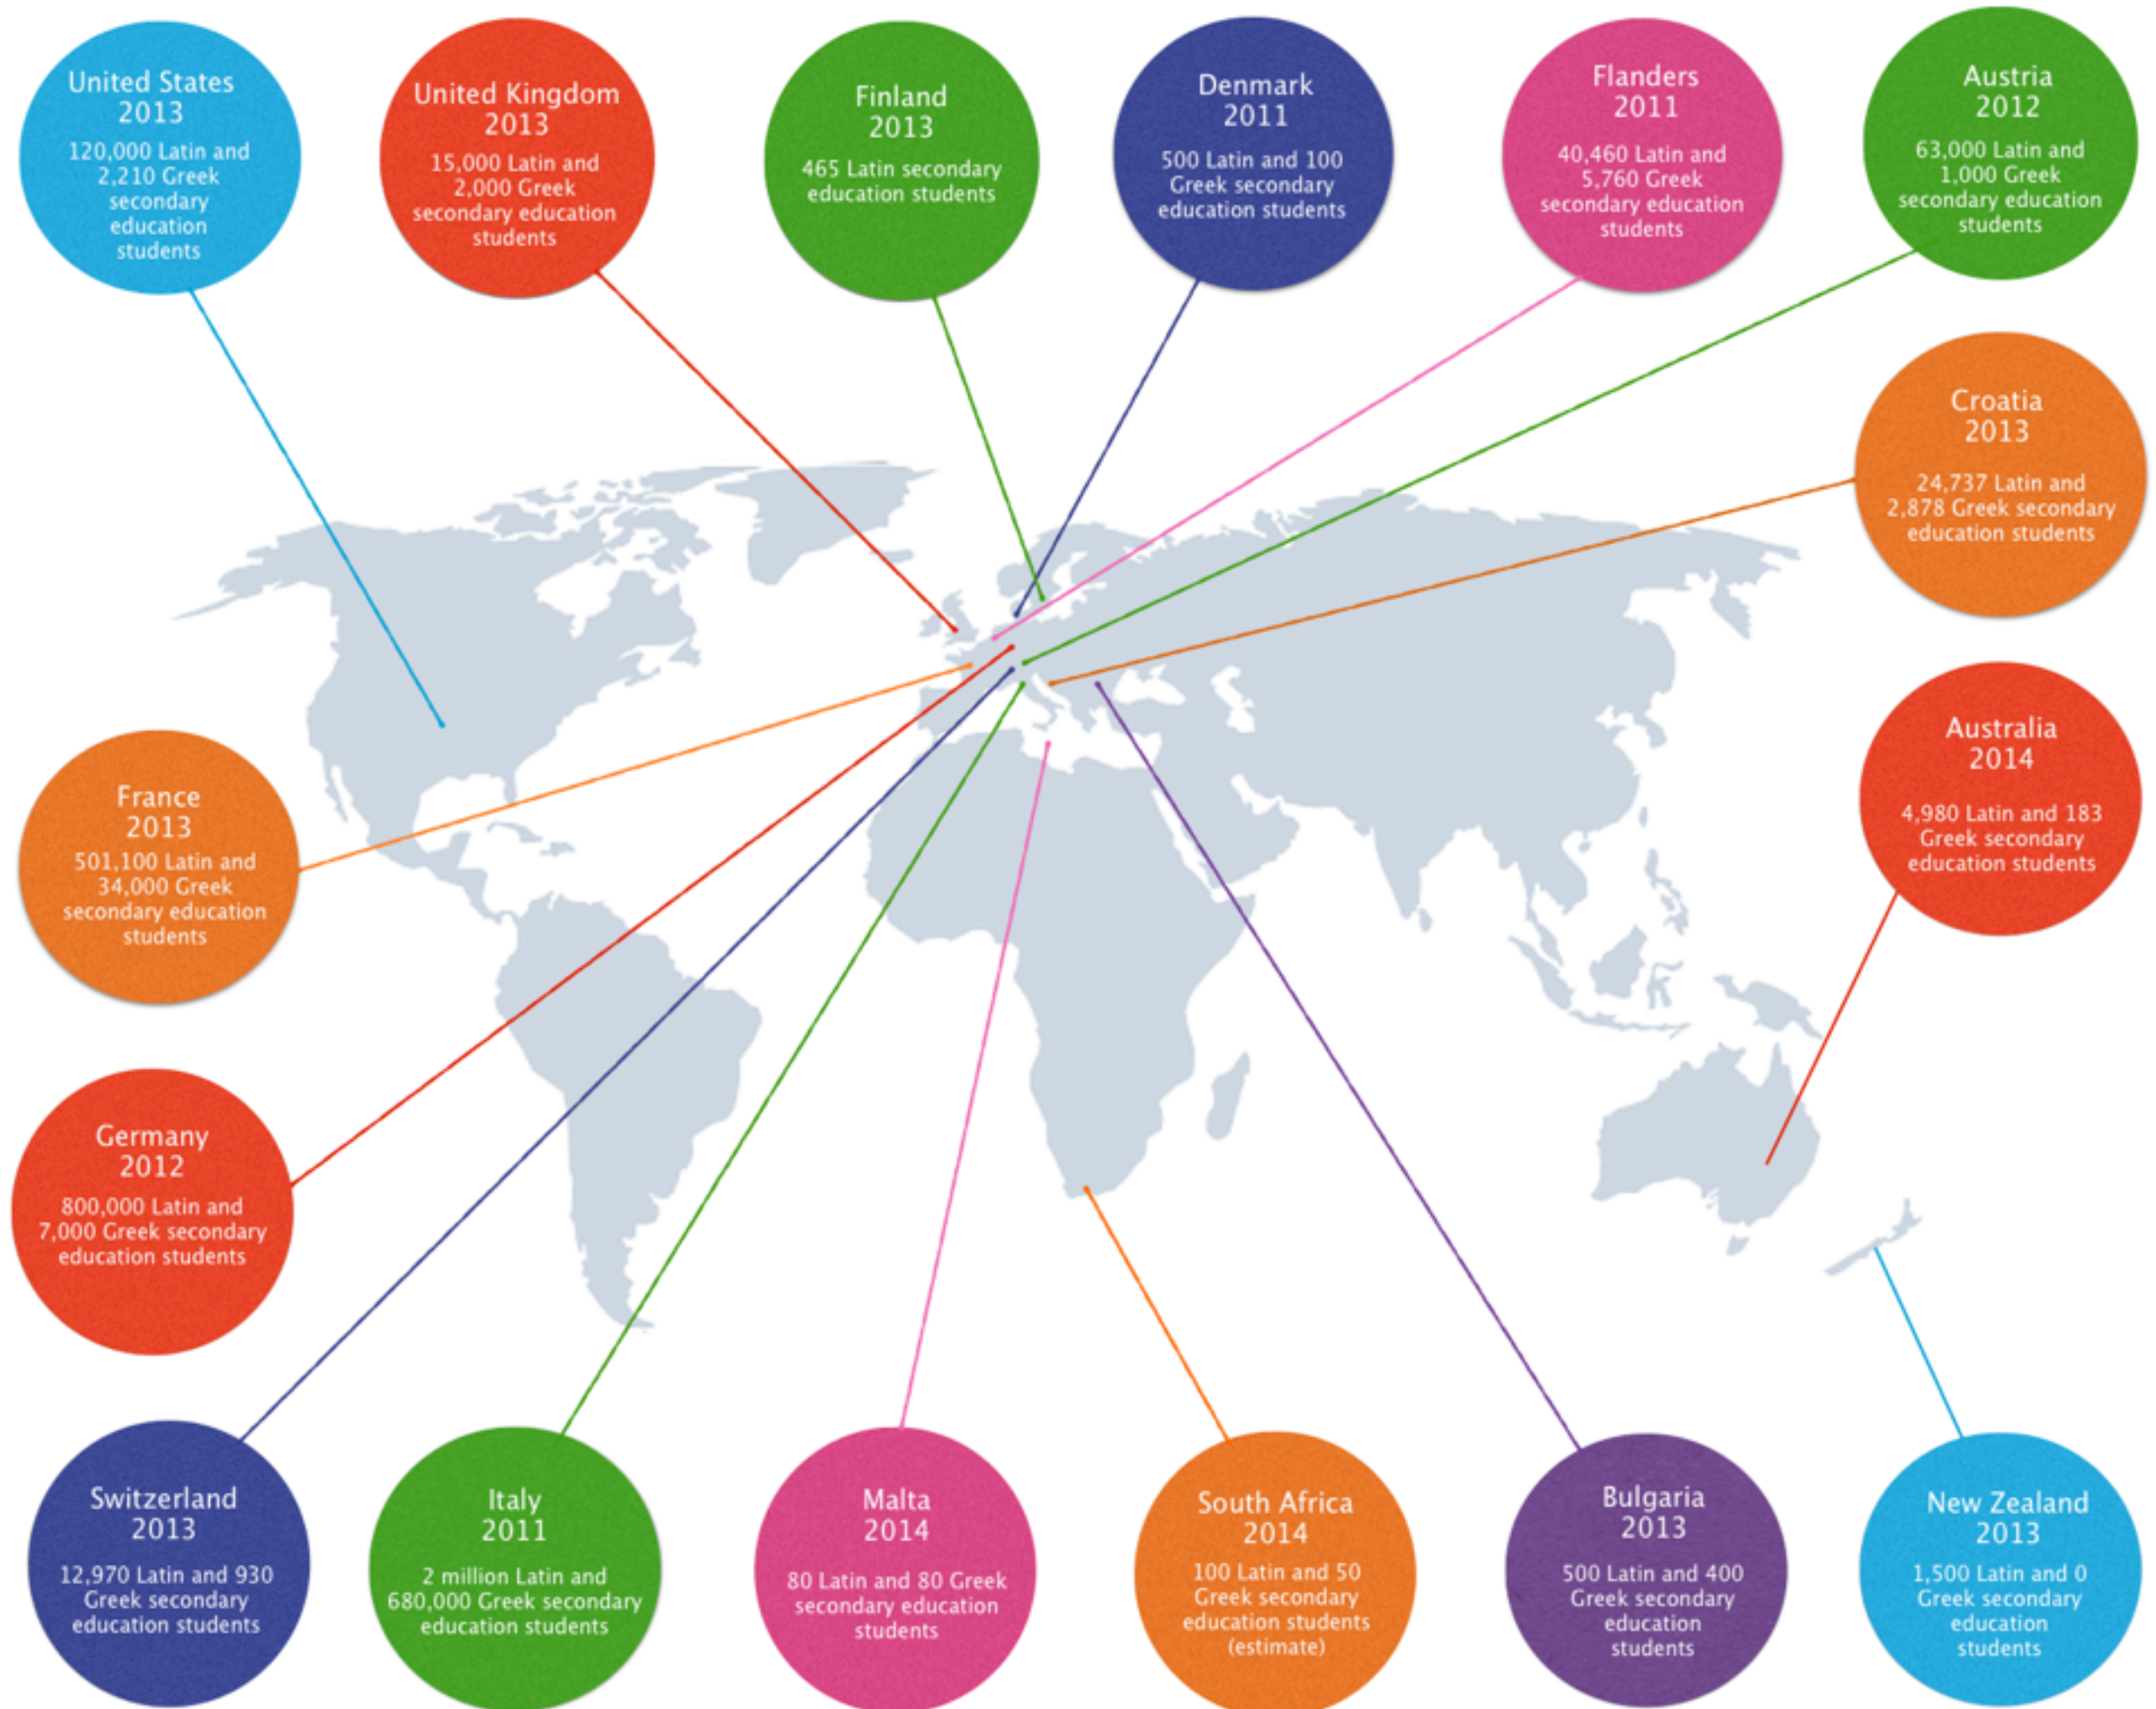 United States
2013
120,000 Latin and
2,210 Greek
secondary
education
students
United Kingdom
2013
15,000 Latin and
2,000 Greek
secondary education
students
Finland
2013
465 Latin secondary
education students
Denmark
2011
500 Latin and 100
Greek secondary
education students
Flanders
2011
40,460 Latin and
5,760 Greek
secondary education
students
Austria
2012
63,000 Latin and
1,000 Greek
secondary education
students
Croatia
2013
24,737 Latin and
2,878 Greek secondary
education students
Australia
2014
4,980 Latin and 183
Greek secondary
education students
France
2013
501,100 Latin and
34,000 Greek
secondary education
students
Germany
2012
800,000 Latin and
7,000 Greek secondary
education students
Switzerland
2013
12,970 Latin and 930
Greek secondary
education students
Italy
2011
2 million Latin and
680,000 Greek secondary
education students
Malta
2014
80 Latin and 80 Greek
secondary education
students
South Africa
2014
100 Latin and 50
Greek secondary
education students
(estimate)
Bulgaria
2013
500 Latin and 400
Greek secondary
education
students
New Zealand
2013
1,500 Latin and 0
Greek secondary
education
students